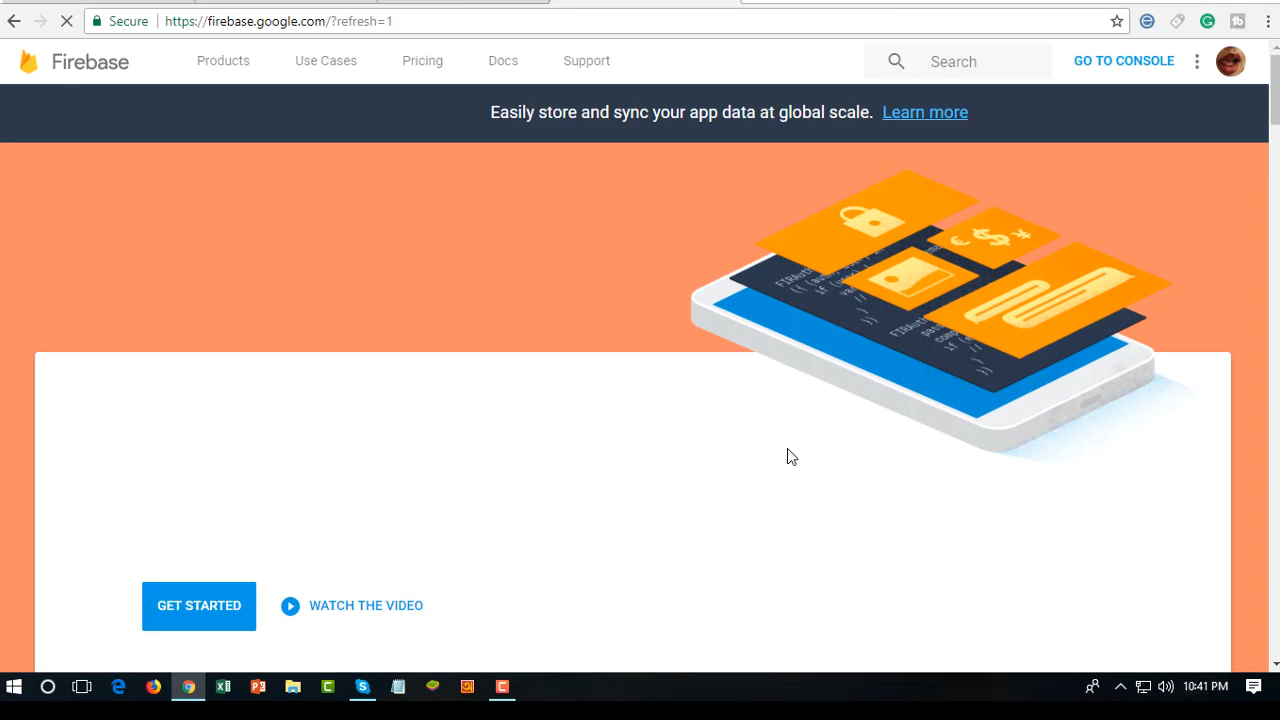 Secure
https://firebase.google.com/?refresh=1
Firebase
Products
Use Cases
Pricing
Docs
Support
Search
GO TO CONSOLE
Easily store and sync your app data at global scale. Learn more
GET STARTED
WATCH THE VIDEO
10:41 PM